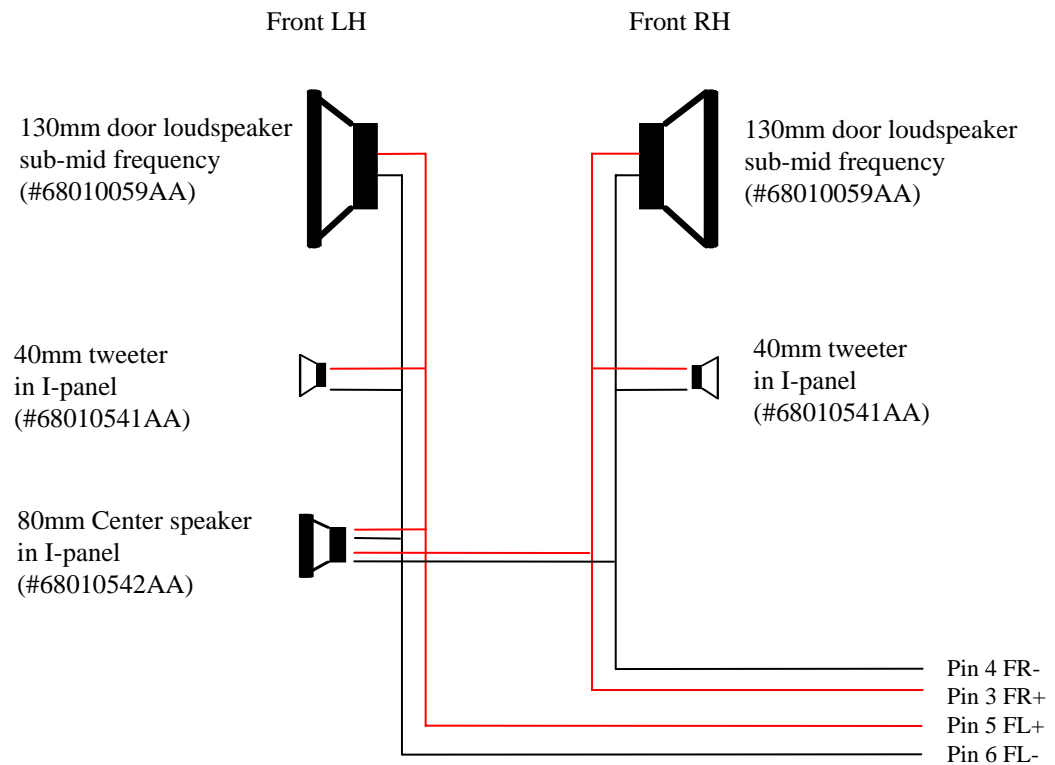 Front LH
Front RH
130mm door loudspeaker
sub-mid frequency
(#68010059AA)
130mm door loudspeaker
sub-mid frequency
(#68010059AA)
40mm tweeter
in I-panel
(#68010541AA)
40mm tweeter
in I-panel
(#68010541AA)
80mm Center speaker
in I-panel
(#68010542AA)
Pin 4 FR-
Pin 3 FR+
Pin 5 FL+
Pin 6 FL-